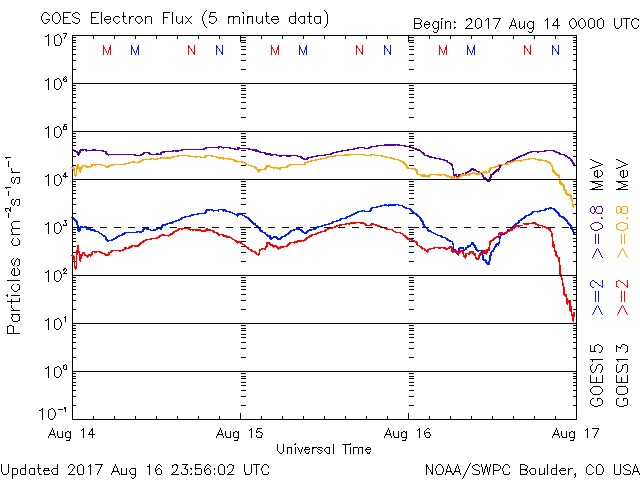 GOES Electron Flux (5 minute data)
Begin: 2017 Aug 14 0000 UTC
10⁷
M M N N M M N N M M N N
10⁶
10⁵
10⁴
10³
10²
10¹
10⁰
10⁻¹
Particles cm⁻²s⁻¹sr⁻¹
Aug 14 Aug 15 Aug 16 Aug 17
Universal Time
GOES15 >=2 >=0.8 MeV
GOES13 >=2 >=0.8 MeV
Updated 2017 Aug 16 23:56:02 UTC
NOAA/SWPC Boulder, CO USA